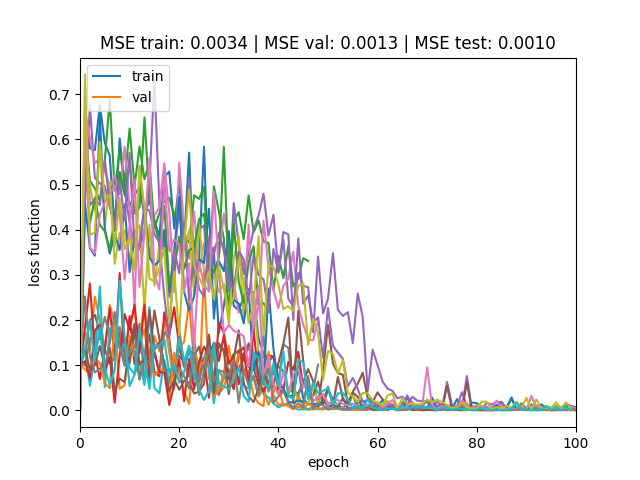 MSE train: 0.0034 | MSE val: 0.0013 | MSE test: 0.0010
train
val
0.7
0.6
0.5
0.4
0.3
0.2
0.1
0.0
loss function
0 20 40 60 80 100
epoch